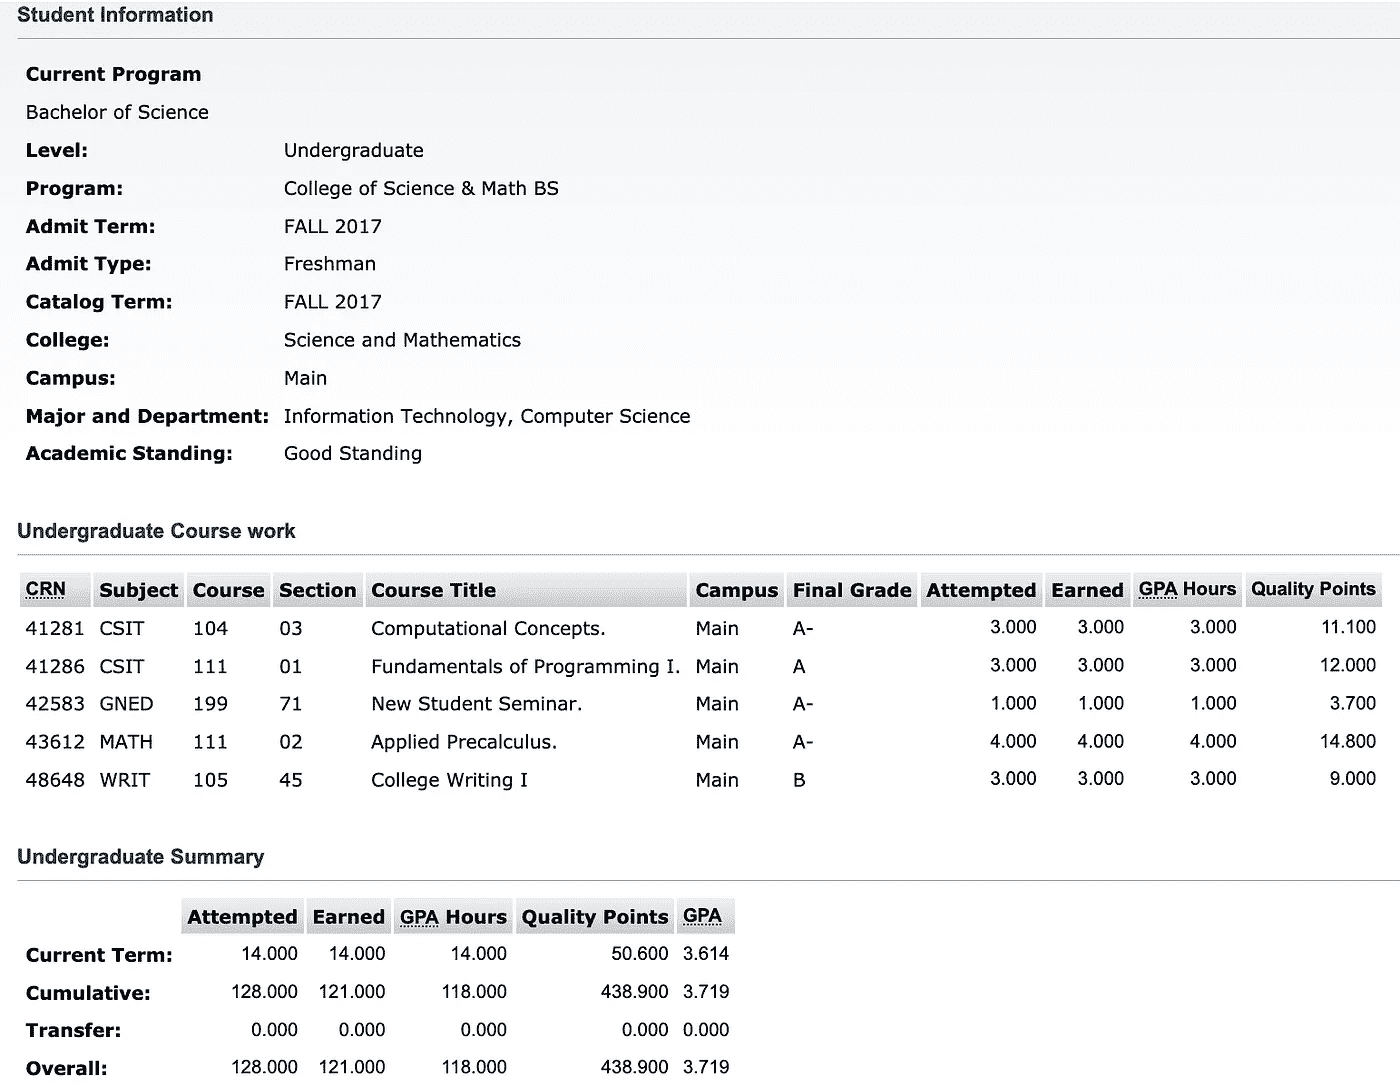 Student Information
Current Program
Bachelor of Science
Level: Undergraduate
Program: College of Science & Math BS
Admit Term: FALL 2017
Admit Type: Freshman
Catalog Term: FALL 2017
College: Science and Mathematics
Campus: Main
Major and Department: Information Technology, Computer Science
Academic Standing: Good Standing
Undergraduate Course work
CRN Subject Course Section Course Title Campus Final Grade Attempted Earned GPA Hours Quality Points
41281 CSIT 104 03 Computational Concepts. Main A- 3.000 3.000 3.000 11.100
41286 CSIT 111 01 Fundamentals of Programming I. Main A 3.000 3.000 3.000 12.000
42583 GNED 199 71 New Student Seminar. Main A- 1.000 1.000 1.000 3.700
43612 MATH 111 02 Applied Precalculus. Main A- 4.000 4.000 4.000 14.800
48648 WRIT 105 45 College Writing I Main B 3.000 3.000 3.000 9.000
Undergraduate Summary
Attempted Earned GPA Hours Quality Points GPA
Current Term: 14.000 14.000 14.000 50.600 3.614
Cumulative: 128.000 121.000 118.000 438.900 3.719
Transfer: 0.000 0.000 0.000 0.000 0.000
Overall: 128.000 121.000 118.000 438.900 3.719